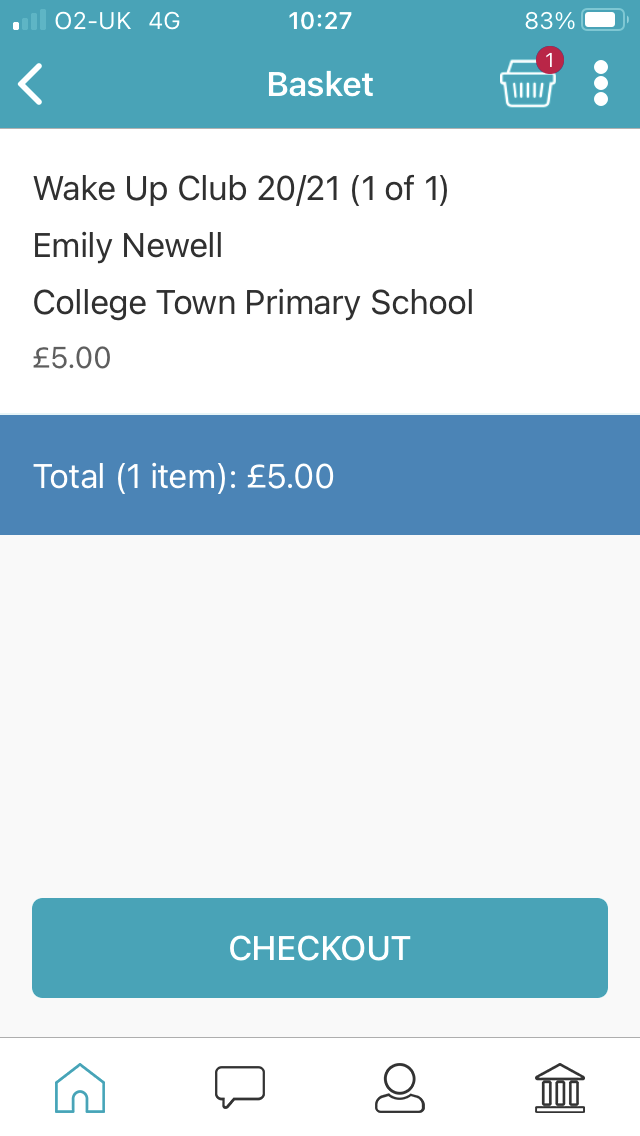 O2-UK 4G 10:27 83%
Basket 1
Wake Up Club 20/21 (1 of 1)
Emily Newell
College Town Primary School
£5.00
Total (1 item): £5.00
CHECKOUT